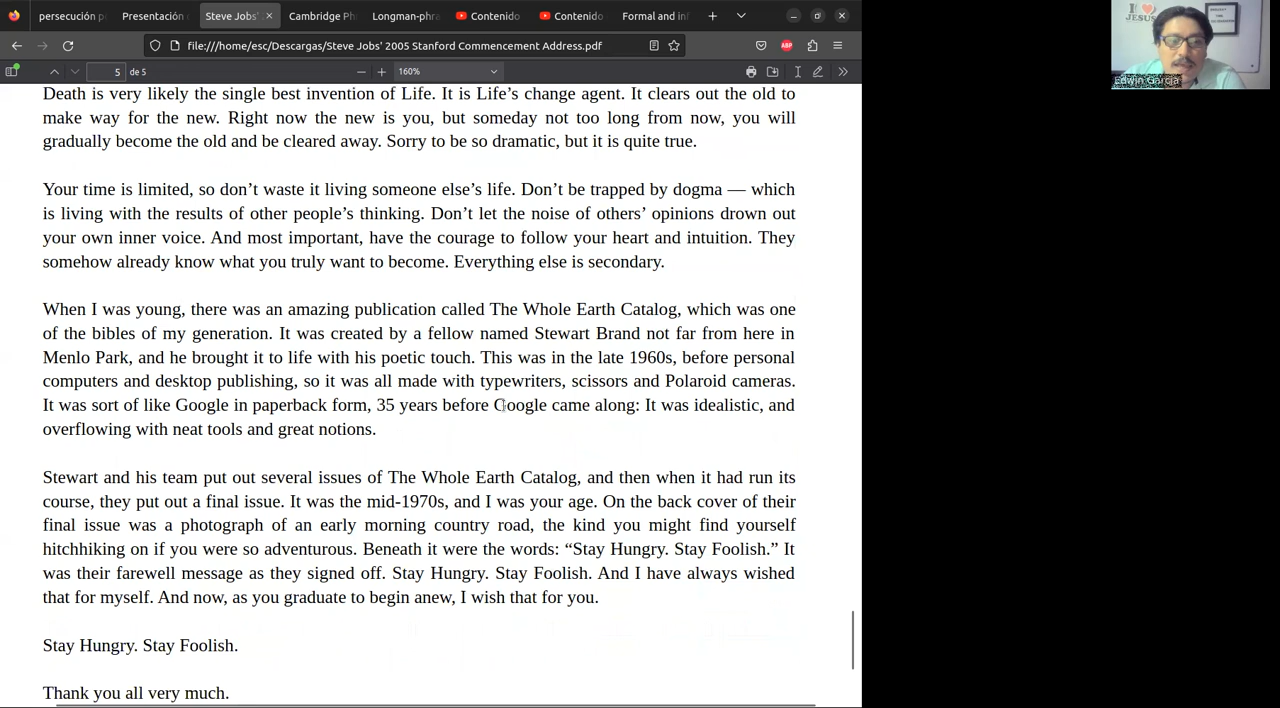 persecución p
Presentación
Steve Jobs'
Cambridge Ph
Longman-phra
Contenido
Contenido
Formal and inf
file:///home/esc/Descargas/Steve Jobs' 2005 Stanford Commencement Address.pdf
ABP
5 de 5
160%
Death is very likely the single best invention of Life. It is Life's change agent. It clears out the old to
make way for the new. Right now the new is you, but someday not too long from now, you will
gradually become the old and be cleared away. Sorry to be so dramatic, but it is quite true.
Your time is limited, so don't waste it living someone else's life. Don't be trapped by dogma — which
is living with the results of other people's thinking. Don't let the noise of others' opinions drown out
your own inner voice. And most important, have the courage to follow your heart and intuition. They
somehow already know what you truly want to become. Everything else is secondary.
When I was young, there was an amazing publication called The Whole Earth Catalog, which was one
of the bibles of my generation. It was created by a fellow named Stewart Brand not far from here in
Menlo Park, and he brought it to life with his poetic touch. This was in the late 1960s, before personal
computers and desktop publishing, so it was all made with typewriters, scissors and Polaroid cameras.
It was sort of like Google in paperback form, 35 years before Google came along: It was idealistic, and
overflowing with neat tools and great notions.
Stewart and his team put out several issues of The Whole Earth Catalog, and then when it had run its
course, they put out a final issue. It was the mid-1970s, and I was your age. On the back cover of their
final issue was a photograph of an early morning country road, the kind you might find yourself
hitchhiking on if you were so adventurous. Beneath it were the words: “Stay Hungry. Stay Foolish.” It
was their farewell message as they signed off. Stay Hungry. Stay Foolish. And I have always wished
that for myself. And now, as you graduate to begin anew, I wish that for you.
Stay Hungry. Stay Foolish.
Thank you all very much.
I
JESUS
Edwin Garcia